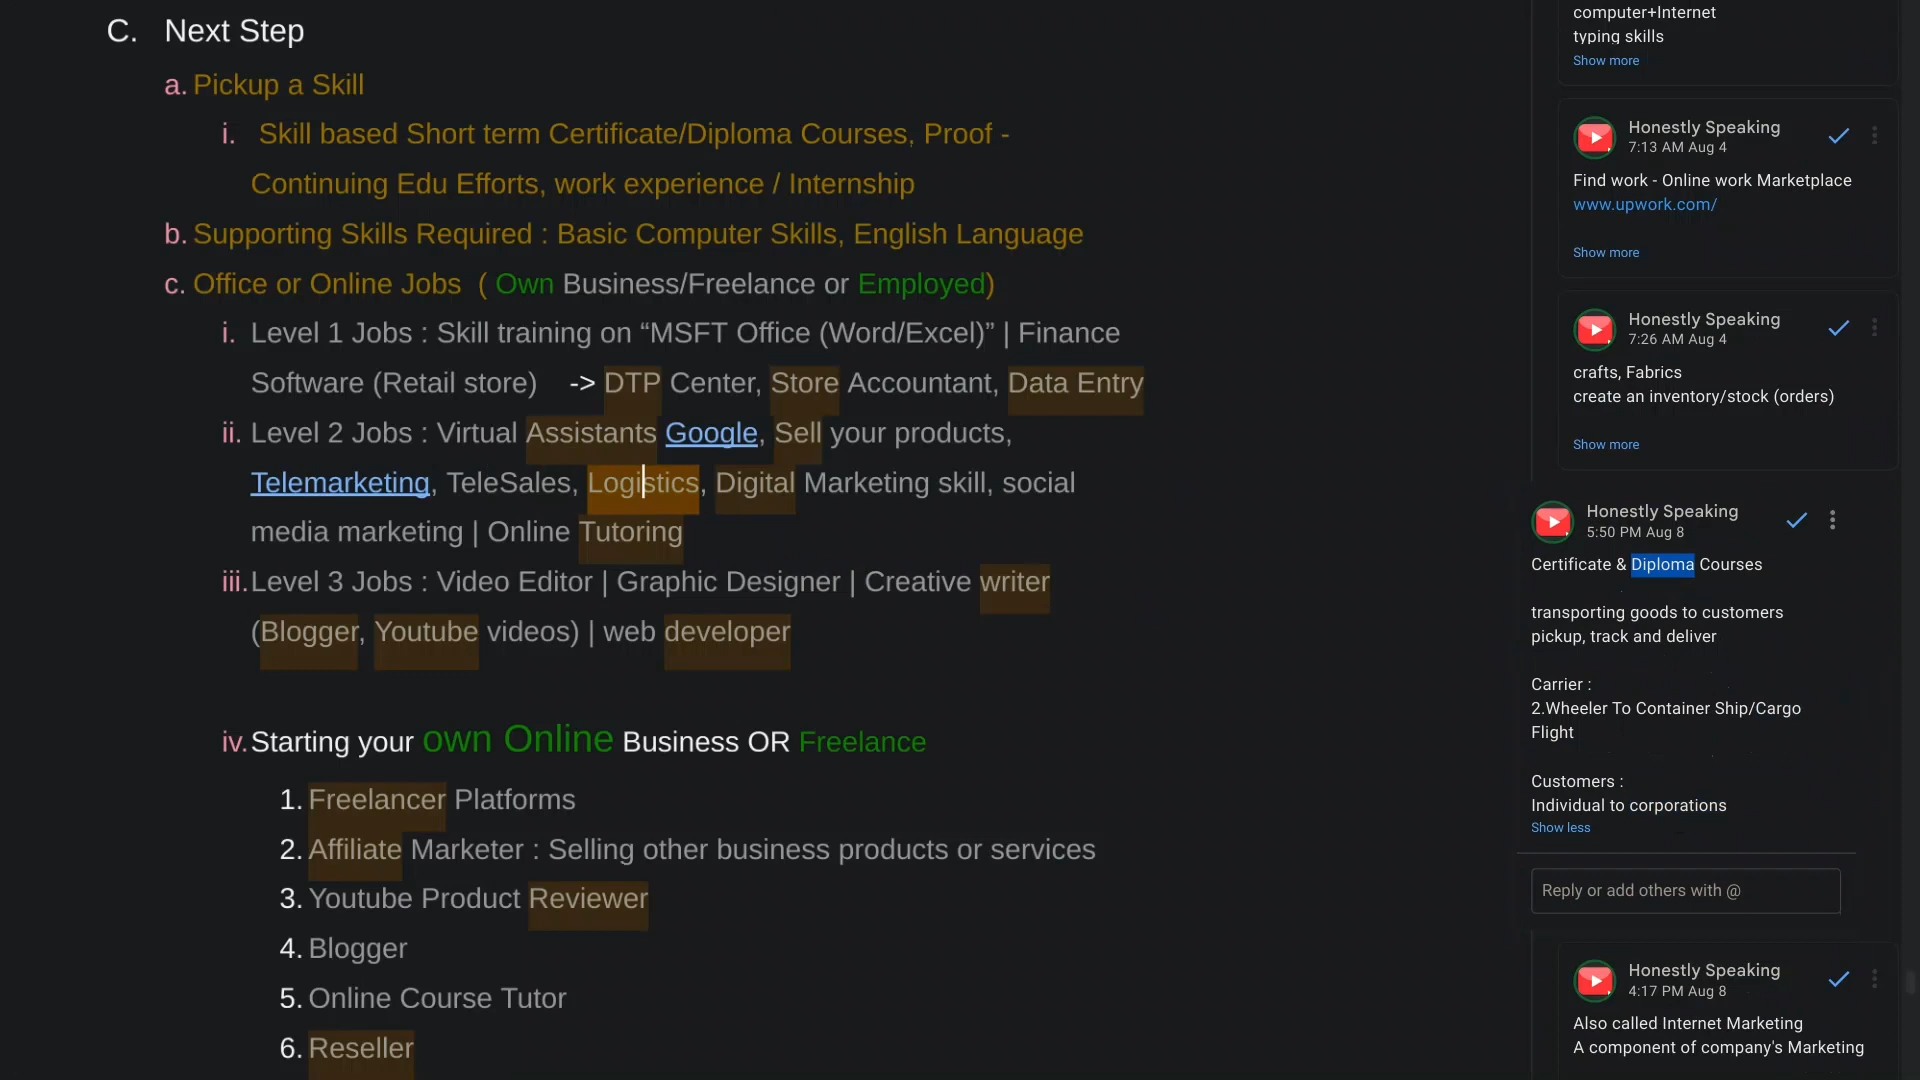 C. Next Step
a. Pickup a Skill
i. Skill based Short term Certificate/Diploma Courses, Proof -
Continuing Edu Efforts, work experience / Internship
b. Supporting Skills Required : Basic Computer Skills, English Language
c. Office or Online Jobs ( Own Business/Freelance or Employed)
i. Level 1 Jobs : Skill training on “MSFT Office (Word/Excel)” | Finance
Software (Retail store) -> DTP Center, Store Accountant, Data Entry
ii. Level 2 Jobs : Virtual Assistants Google, Sell your products,
Telemarketing, TeleSales, Logistics, Digital Marketing skill, social
media marketing | Online Tutoring
iii. Level 3 Jobs : Video Editor | Graphic Designer | Creative writer
(Blogger, Youtube videos) | web developer
iv. Starting your own Online Business OR Freelance
1. Freelancer Platforms
2. Affiliate Marketer : Selling other business products or services
3. Youtube Product Reviewer
4. Blogger
5. Online Course Tutor
6. Reseller
computer+Internet
typing skills
Show more
Honestly Speaking
7:13 AM Aug 4
Find work - Online work Marketplace
www.upwork.com/
Show more
Honestly Speaking
7:26 AM Aug 4
crafts, Fabrics
create an inventory/stock (orders)
Show more
Honestly Speaking
5:50 PM Aug 8
Certificate & Diploma Courses
transporting goods to customers
pickup, track and deliver
Carrier :
2.Wheeler To Container Ship/Cargo
Flight
Customers :
Individual to corporations
Show less
Reply or add others with @
Honestly Speaking
4:17 PM Aug 8
Also called Internet Marketing
A component of company's Marketing